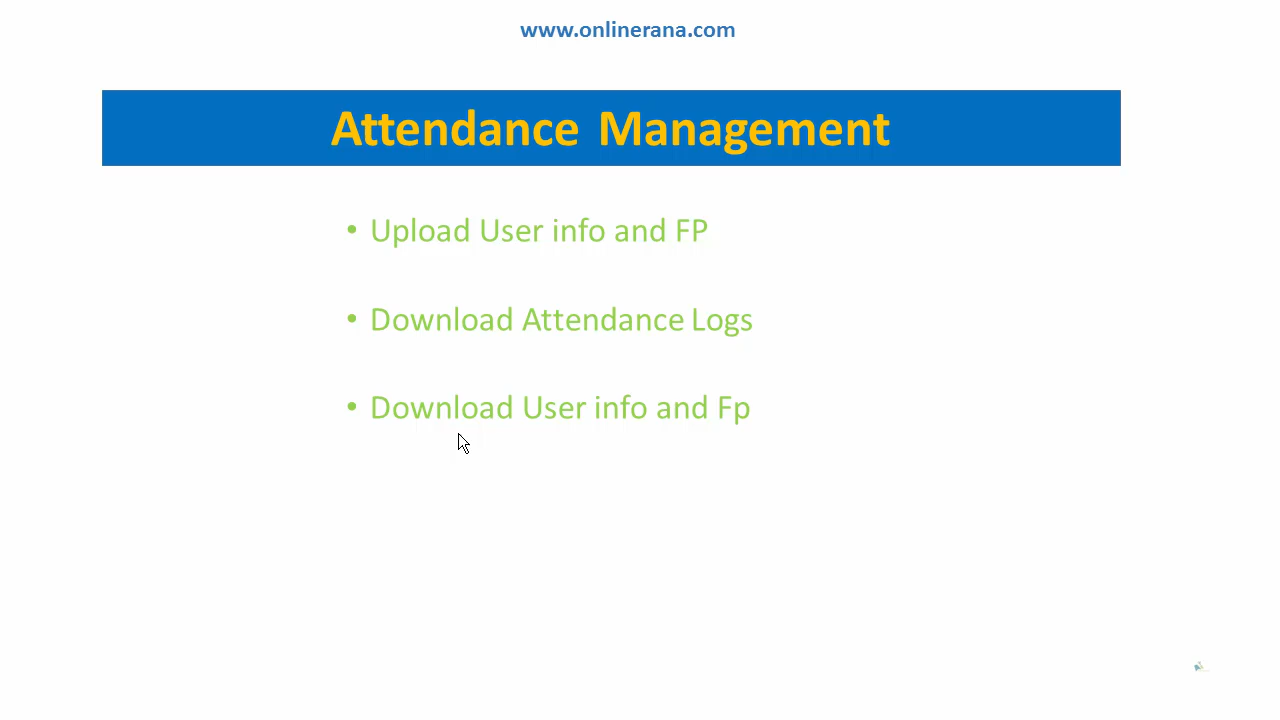 www.onlinerana.com
Attendance Management
• Upload User info and FP
• Download Attendance Logs
• Download User info and Fp